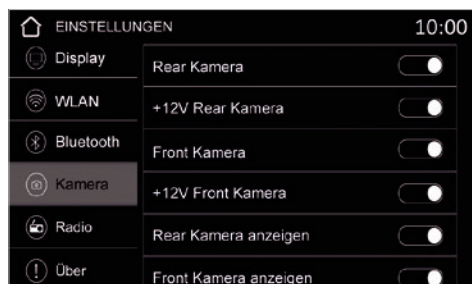 EINSTELLUNGEN 10:00
Display
WLAN
Bluetooth
Kamera
Radio
Über
Rear Kamera
+12V Rear Kamera
Front Kamera
+12V Front Kamera
Rear Kamera anzeigen
Front Kamera anzeigen